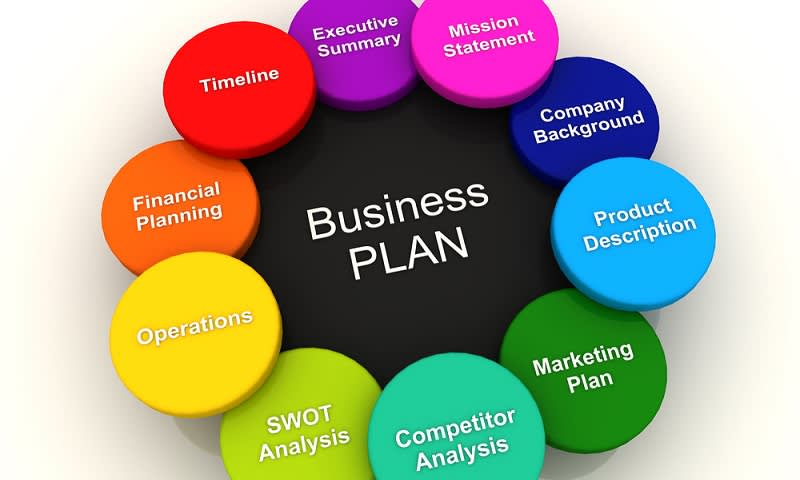 Business
PLAN
Executive
Summary
Mission
Statement
Company
Background
Product
Description
Marketing
Plan
Competitor
Analysis
SWOT
Analysis
Operations
Financial
Planning
Timeline